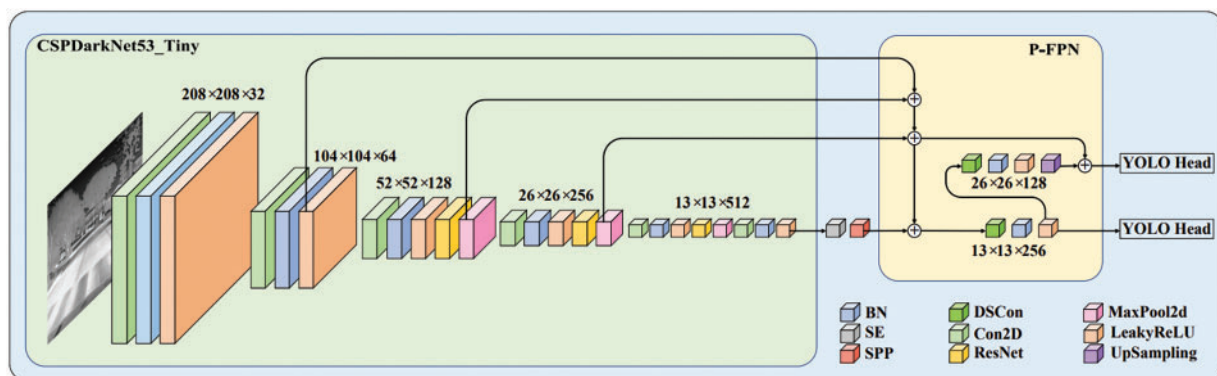 CSPDarkNet53_Tiny
P-FPN
208×208×32
104×104×64
52×52×128
26×26×256
13×13×512
26×26×128
YOLO Head
13×13×256
YOLO Head
BN
DSCon
MaxPool2d
SE
Con2D
LeakyReLU
SPP
ResNet
UpSampling